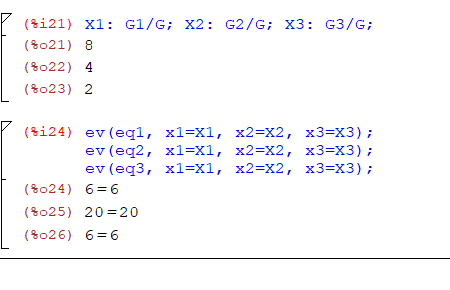 (%i21) X1: G1/G; X2: G2/G; X3: G3/G;
(%o21) 8
(%o22) 4
(%o23) 2
(%i24) ev(eq1, x1=X1, x2=X2, x3=X3);
ev(eq2, x1=X1, x2=X2, x3=X3);
ev(eq3, x1=X1, x2=X2, x3=X3);
(%o24) 6=6
(%o25) 20=20
(%o26) 6=6